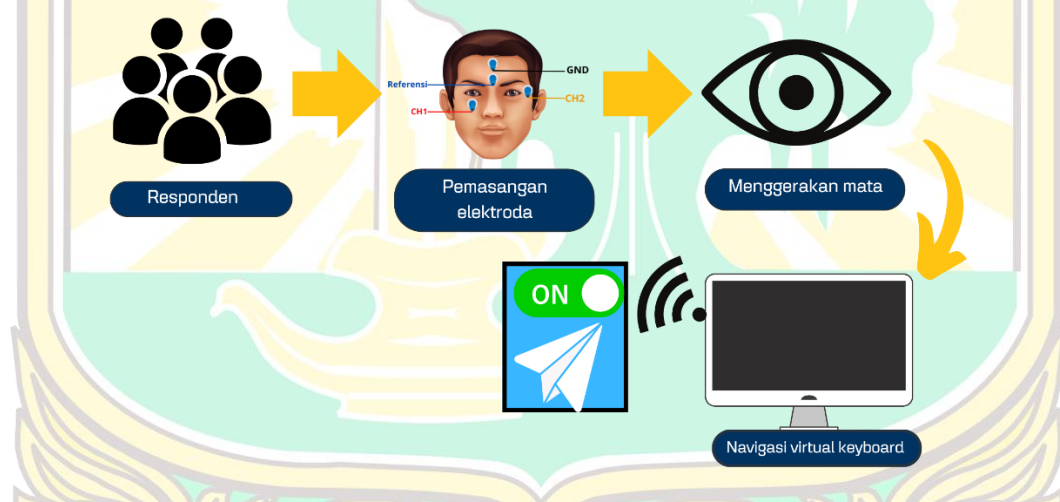 GND
Referensi
CH2
CH1
Responden
Pemasangan
elektroda
Menggerakan mata
ON
Navigasi virtual keyboard